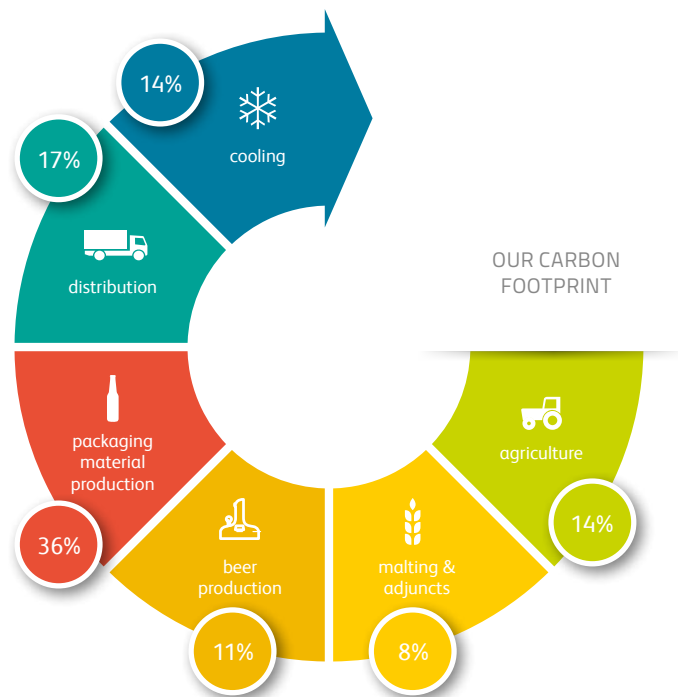 14%
cooling
17%
distribution
OUR CARBON
FOOTPRINT
packaging
material
production
36%
beer
production
11%
malting &
adjuncts
8%
agriculture
14%